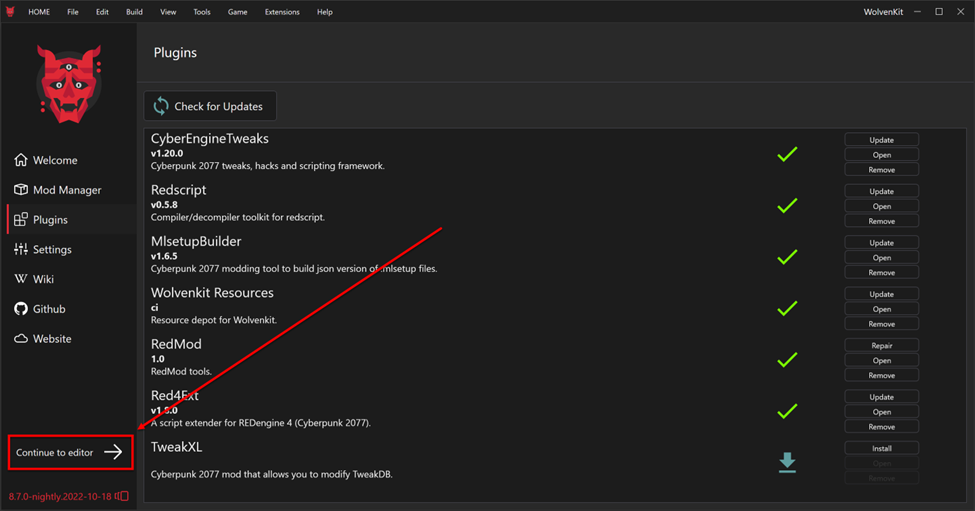 HOME File Edit Build View Tools Game Extensions Help WolvenKit
Plugins
Check for Updates
Welcome
Mod Manager
Plugins
Settings
Wiki
Github
Website
Continue to editor
8.7.0-nightly.2022-10-18
CyberEngineTweaks
v1.20.0
Cyberpunk 2077 tweaks, hacks and scripting framework.
Update
Open
Remove
Redscript
v0.5.8
Compiler/decompiler toolkit for redscript.
Update
Open
Remove
MlsetupBuilder
v1.6.5
Cyberpunk 2077 modding tool to build json version of .mlsetup files.
Update
Open
Remove
Wolvenkit Resources
ci
Resource depot for Wolvenkit.
Update
Open
Remove
RedMod
1.0
RedMod tools.
Repair
Open
Remove
Red4Ext
v1.8.0
A script extender for REDengine 4 (Cyberpunk 2077).
Update
Open
Remove
TweakXL
Cyberpunk 2077 mod that allows you to modify TweakDB.
Install
Open
Remove